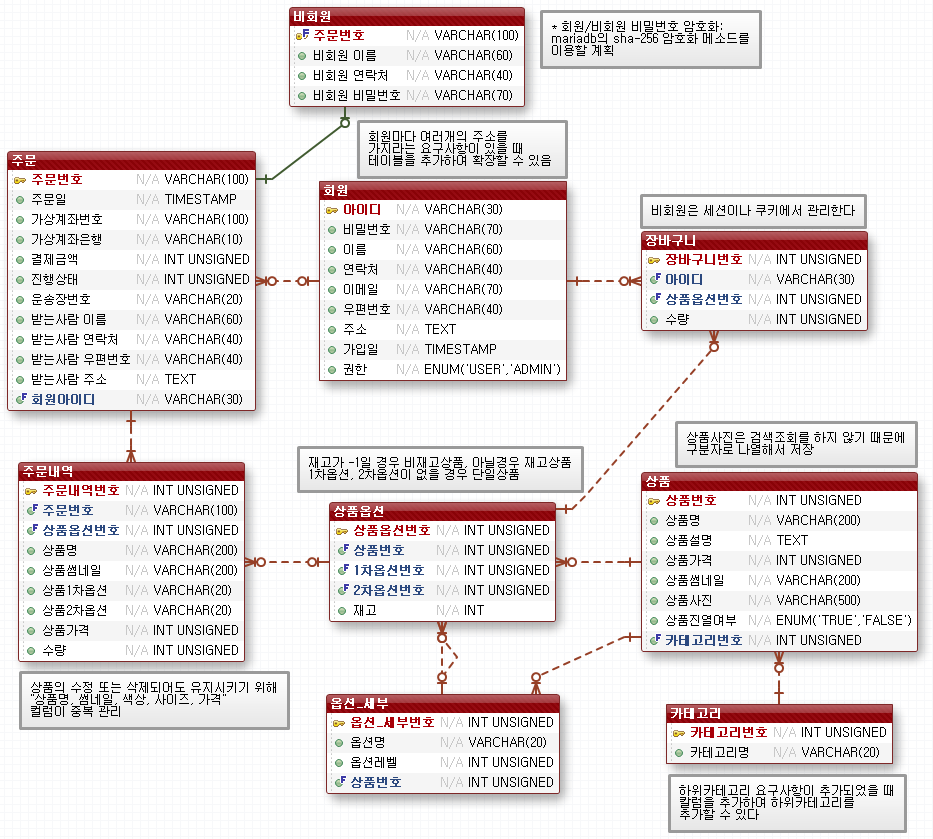 비회원
주문번호 N/A VARCHAR(100)
비회원 이름 N/A VARCHAR(60)
비회원 연락처 N/A VARCHAR(40)
비회원 비밀번호 N/A VARCHAR(70)
* 회원/비회원 비밀번호 암호화:
mariadb의 sha-256 암호화 메소드를
이용할 계획
회원마다 여러개의 주소를
가지라는 요구사항이 있을 때
테이블을 추가하며 확장할 수 있음
주문
주문번호 N/A VARCHAR(100)
주문일 N/A TIMESTAMP
가상계좌번호 N/A VARCHAR(100)
가상계좌은행 N/A VARCHAR(10)
결제금액 N/A INT UNSIGNED
진행상태 N/A INT UNSIGNED
운송장번호 N/A VARCHAR(20)
받는사람 이름 N/A VARCHAR(60)
받는사람 연락처 N/A VARCHAR(40)
받는사람 우편번호 N/A VARCHAR(40)
받는사람 주소 N/A TEXT
회원아이디 N/A VARCHAR(30)
회원
아이디 N/A VARCHAR(30)
비밀번호 N/A VARCHAR(70)
이름 N/A VARCHAR(60)
연락처 N/A VARCHAR(40)
이메일 N/A VARCHAR(70)
우편번호 N/A VARCHAR(40)
주소 N/A TEXT
가입일 N/A TIMESTAMP
권한 N/A ENUM('USER','ADMIN')
비회원은 세션이나 쿠키에서 관리한다
장바구니
장바구니번호 N/A INT UNSIGNED
아이디 N/A VARCHAR(30)
상품옵션번호 N/A INT UNSIGNED
수량 N/A INT UNSIGNED
주문내역
주문내역번호 N/A INT UNSIGNED
주문번호 N/A VARCHAR(100)
상품옵션번호 N/A INT UNSIGNED
상품명 N/A VARCHAR(200)
상품썸네일 N/A VARCHAR(200)
상품1차옵션 N/A VARCHAR(20)
상품2차옵션 N/A VARCHAR(20)
상품가격 N/A INT UNSIGNED
수량 N/A INT UNSIGNED
상품의 수정 또는 삭제되어도 유지시키기 위해
"상품명, 썸네일, 색상, 사이즈, 가격"
컬럼이 중복 관리
재고가 -1일 경우 비재고상품, 아닐경우 재고상품
1차옵션, 2차옵션이 없을 경우 단일상품
상품옵션
상품옵션번호 N/A INT UNSIGNED
상품번호 N/A INT UNSIGNED
1차옵션번호 N/A INT UNSIGNED
2차옵션번호 N/A INT UNSIGNED
재고 N/A INT
상품사진은 검색조회를 하지 않기 때문에
구분자로 나열해서 저장
상품
상품번호 N/A INT UNSIGNED
상품명 N/A VARCHAR(200)
상품설명 N/A TEXT
상품가격 N/A INT UNSIGNED
상품썸네일 N/A VARCHAR(200)
상품사진 N/A VARCHAR(500)
상품진열여부 N/A ENUM('TRUE','FALSE')
카테고리번호 N/A INT UNSIGNED
옵션_세부
옵션_세부번호 N/A INT UNSIGNED
옵션명 N/A VARCHAR(20)
옵션레벨 N/A INT UNSIGNED
상품번호 N/A INT UNSIGNED
카테고리
카테고리번호 N/A INT UNSIGNED
카테고리명 N/A VARCHAR(20)
하위카테고리 요구사항이 추가되었을 때
칼럼을 추가하며 하위카테고리를
추가할 수 있다